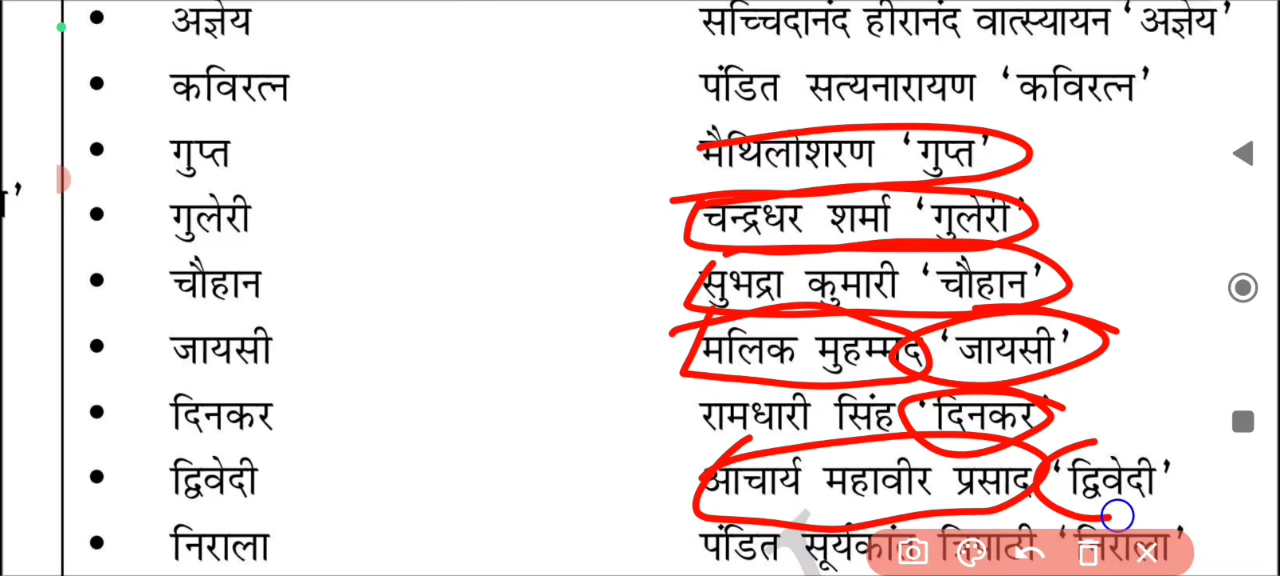 • अज्ञेय सच्चिदानंद हीरानंद वात्स्यायन ‘अज्ञेय’
• कविरत्न पंडित सत्यनारायण ‘कविरत्न’
• गुप्त मैथिलीशरण ‘गुप्त’
• गुलेरी चन्द्रधर शर्मा ‘गुलेरी’
• चौहान सुभद्रा कुमारी ‘चौहान’
• जायसी मलिक मुहम्मद ‘जायसी’
• दिनकर रामधारी सिंह ‘दिनकर’
• द्विवेदी आचार्य महावीर प्रसाद ‘द्विवेदी’
• निराला पंडित सूर्यकांत त्रिपाठी ‘निराला’